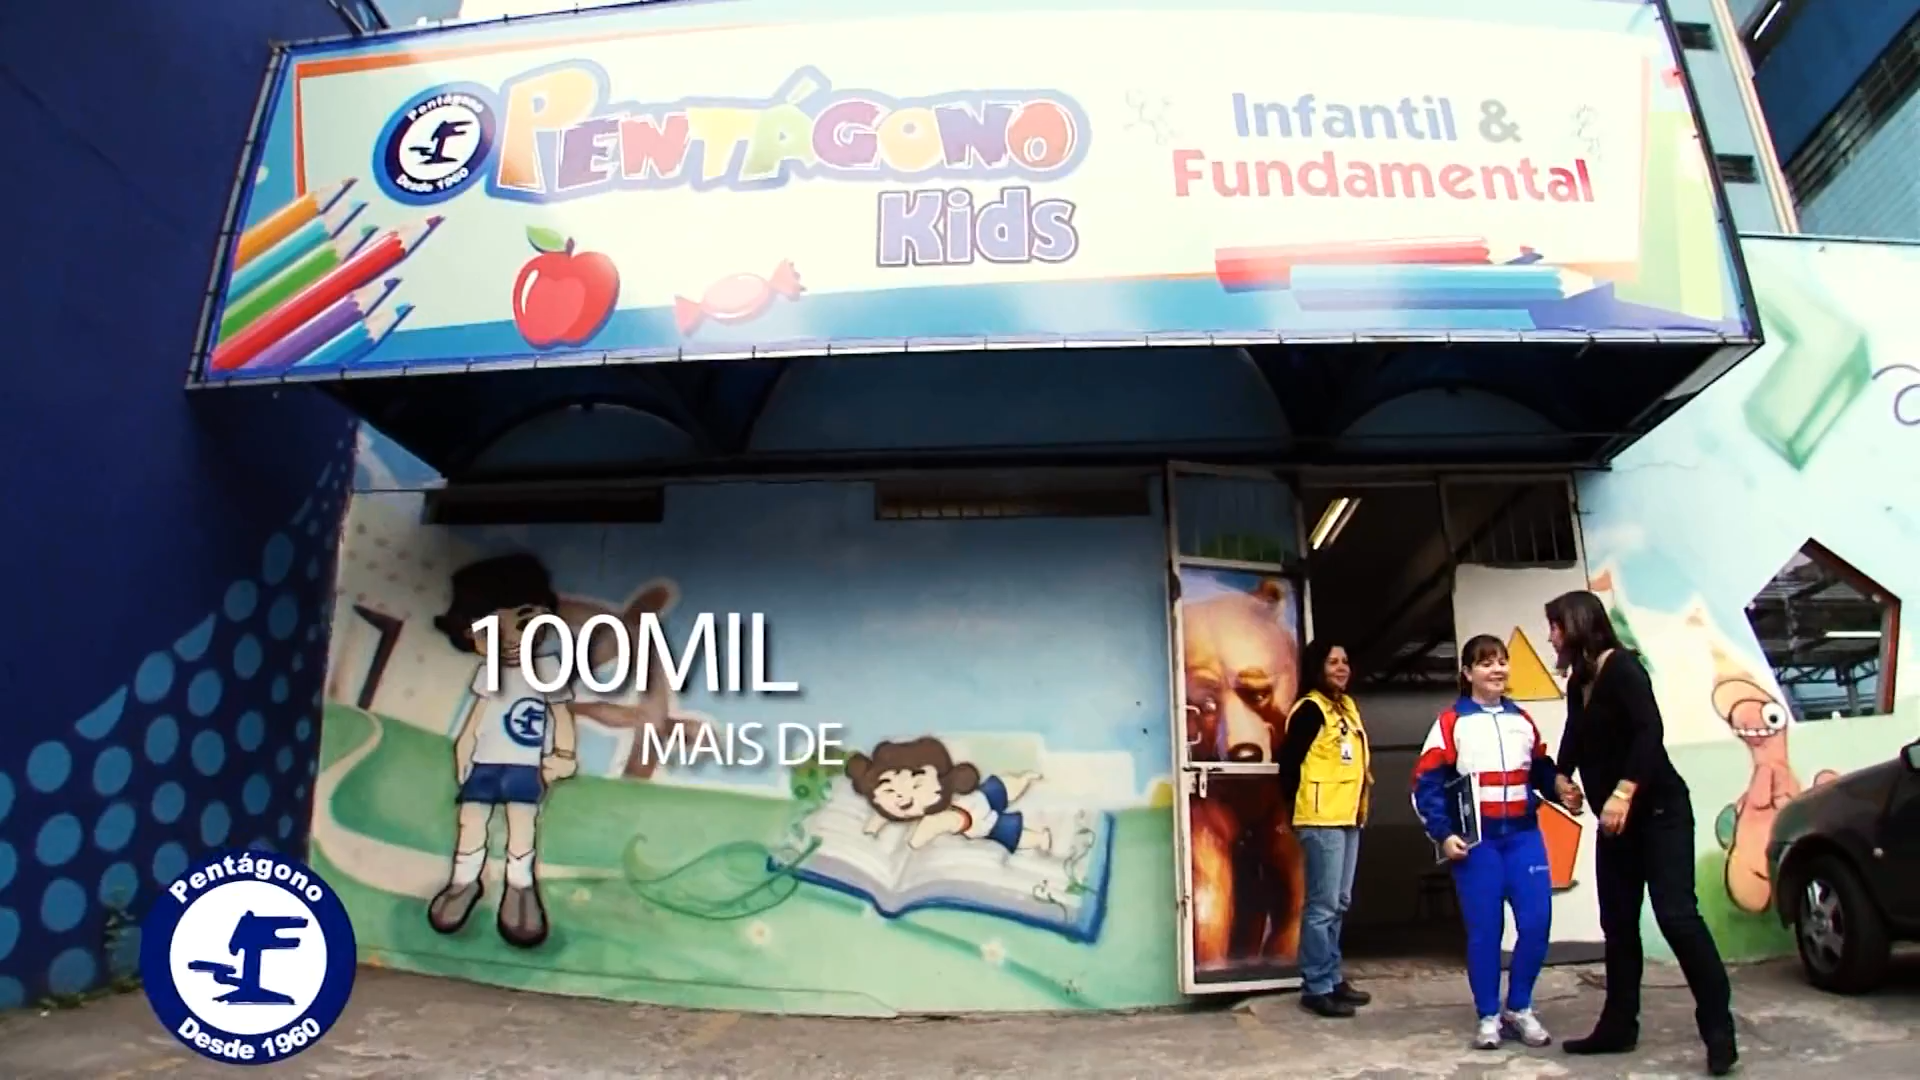 Pentágono
Desde 1960
PENTÁGONO
Kids
Infantil &
Fundamental
100MIL
MAIS DE
Pentágono
Desde 1960